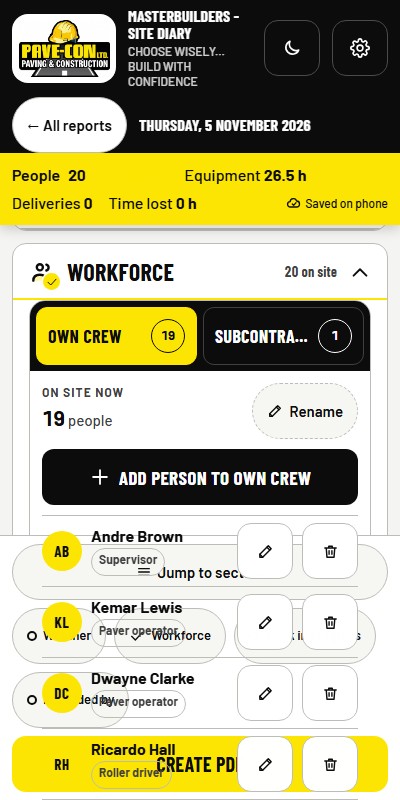 MASTERBUILDERS –
SITE DIARY
CHOOSE WISELY...
BUILD WITH
CONFIDENCE
PAVE-CON LTD.
PAVING & CONSTRUCTION
← All reports
THURSDAY, 5 NOVEMBER 2026
People 20
Equipment 26.5 h
Deliveries 0
Time lost 0 h
Saved on phone
WORKFORCE
20 on site
OWN CREW 19
SUBCONTRA... 1
ON SITE NOW
19 people
Rename
ADD PERSON TO OWN CREW
AB
Andre Brown
Supervisor
Jump to sect
KL
Kemar Lewis
Paver operator
Workforce
DC
Dwayne Clarke
Paver operator
RH
Ricardo Hall
Roller driver
CREATE PD